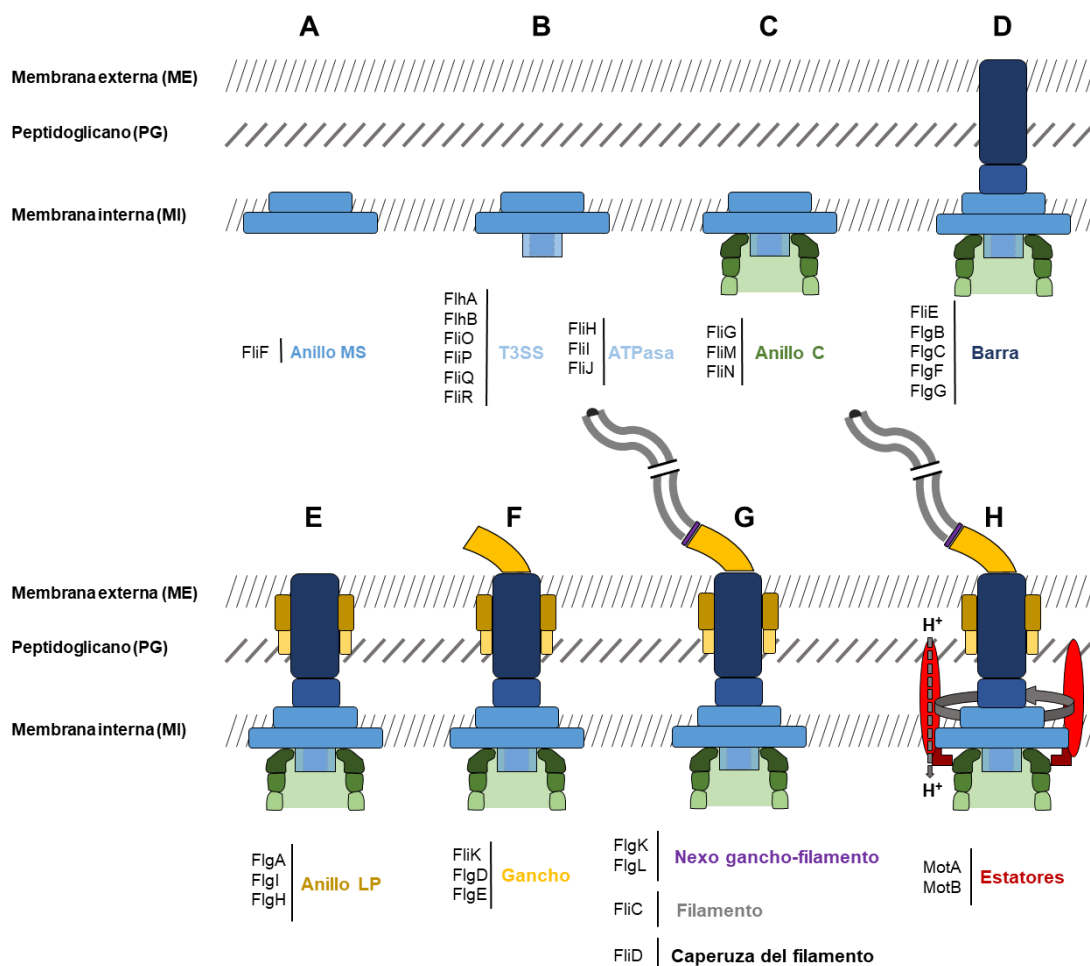 A
B
C
D
Membrana externa (ME)
Peptidoglicano (PG)
Membrana interna (MI)
FliF
Anillo MS
FlhA
FlhB
FliO
FliP
FliQ
FliR
T3SS
FliH
FliI
FliJ
ATPasa
FliG
FliM
FliN
Anillo C
FliE
FlgB
FlgC
FlgF
FlgG
Barra
E
F
G
H
Membrana externa (ME)
Peptidoglicano (PG)
Membrana interna (MI)
H+
H+
FlgA
FlgI
FlgH
Anillo LP
FliK
FlgD
FlgE
Gancho
FlgK
FlgL
Nexo gancho-filamento
FliC
Filamento
FliD
Caperuza del filamento
MotA
MotB
Estatores